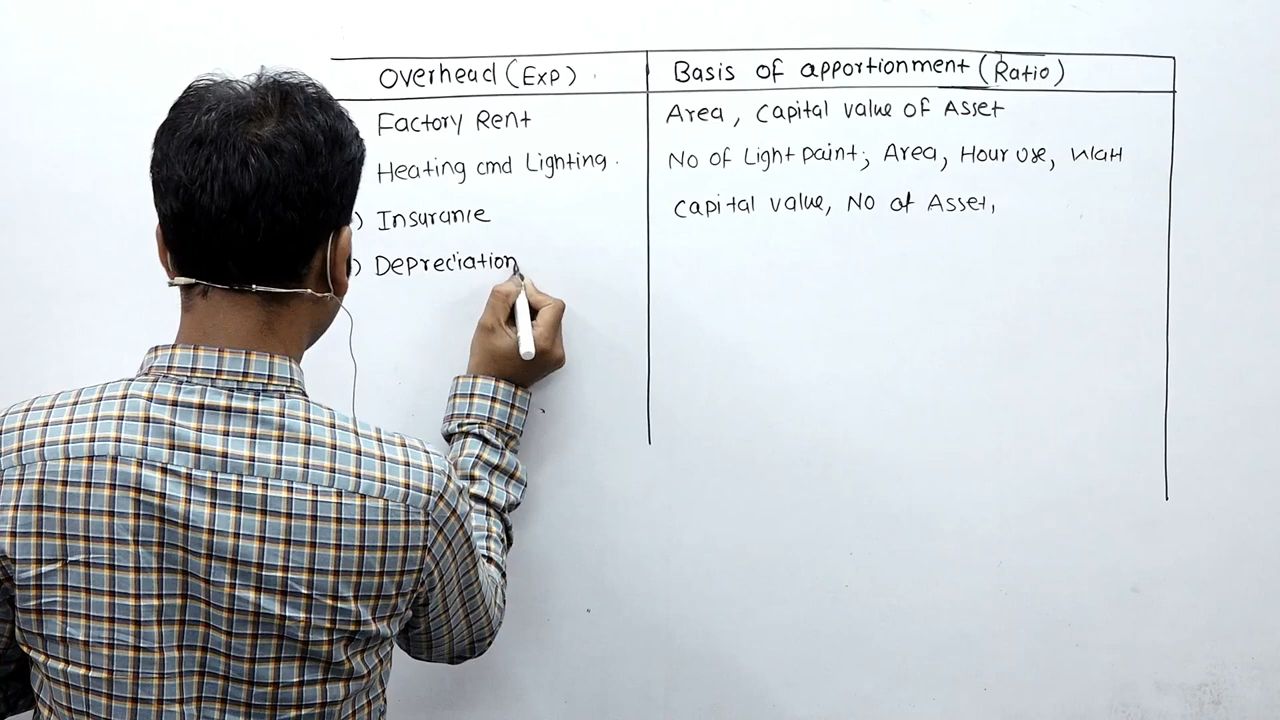 Overhead (Exp)
Basis of apportionment (Ratio)
Factory Rent
Area, Capital value of Asset
Heating and Lighting.
No of Light paint; Area, Hour use, Watt
) Insurance
Capital value, No of Asset,
) Depreciation